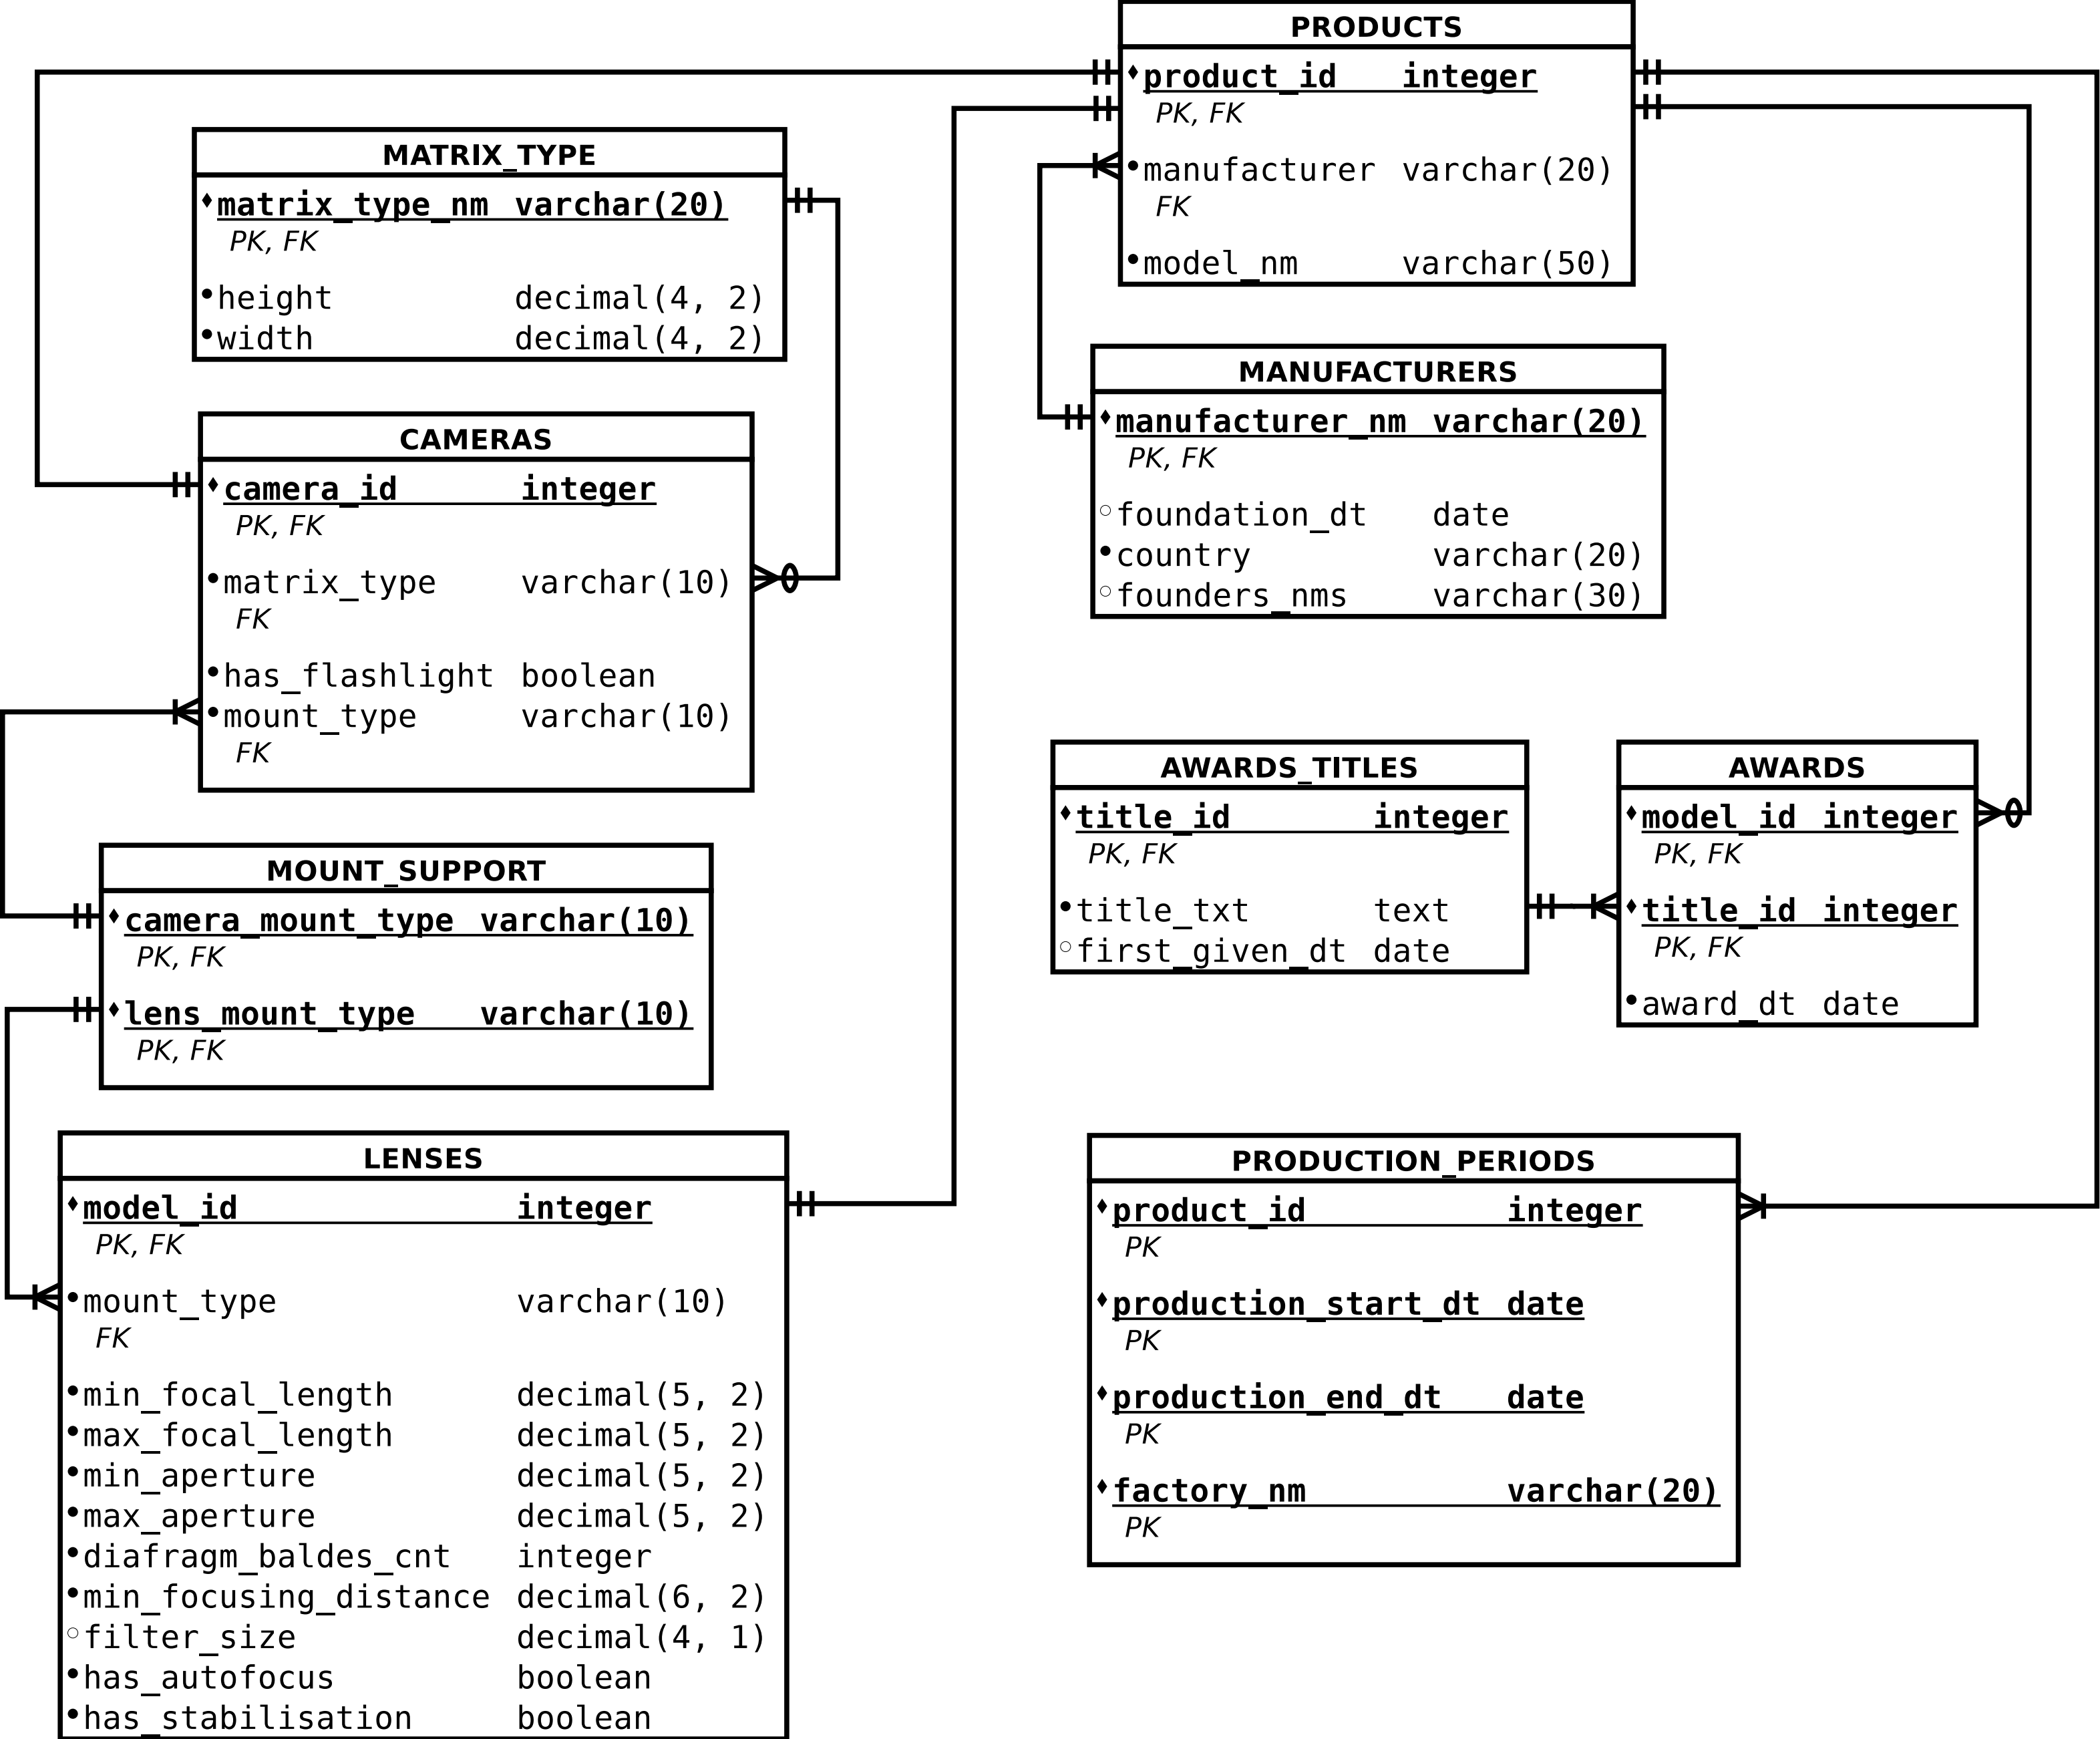 PRODUCTS
product_id integer
PK, FK
manufacturer varchar(20)
FK
model_nm varchar(50)
MATRIX_TYPE
matrix_type_nm varchar(20)
PK, FK
height decimal(4, 2)
width decimal(4, 2)
MANUFACTURERS
manufacturer_nm varchar(20)
PK, FK
foundation_dt date
country varchar(20)
founders_nms varchar(30)
CAMERAS
camera_id integer
PK, FK
matrix_type varchar(10)
FK
has_flashlight boolean
mount_type varchar(10)
FK
AWARDS_TITLES
title_id integer
PK, FK
title_txt text
first_given_dt date
AWARDS
model_id integer
PK, FK
title_id integer
PK, FK
award_dt date
MOUNT_SUPPORT
camera_mount_type varchar(10)
PK, FK
lens_mount_type varchar(10)
PK, FK
LENSES
model_id integer
PK, FK
mount_type varchar(10)
FK
min_focal_length decimal(5, 2)
max_focal_length decimal(5, 2)
min_aperture decimal(5, 2)
max_aperture decimal(5, 2)
diafragm_baldes_cnt integer
min_focusing_distance decimal(6, 2)
filter_size decimal(4, 1)
has_autofocus boolean
has_stabilisation boolean
PRODUCTION_PERIODS
product_id integer
PK
production_start_dt date
PK
production_end_dt date
PK
factory_nm varchar(20)
PK